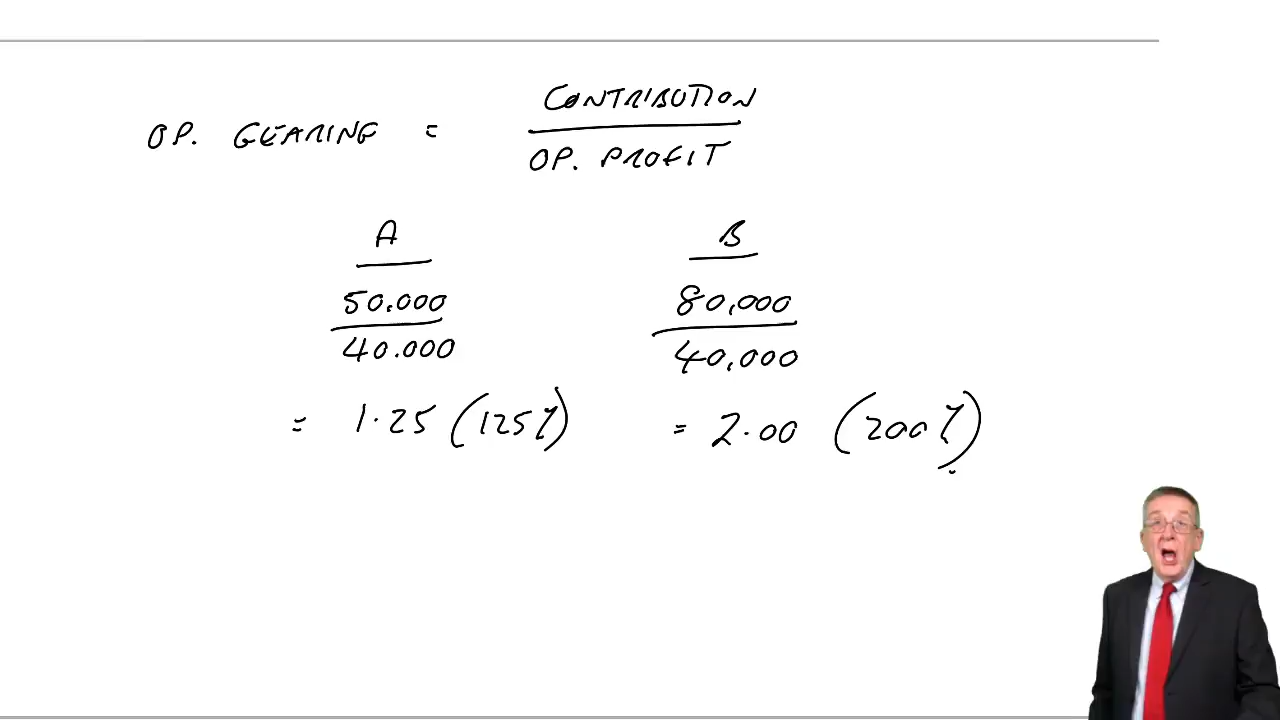 CONTRIBUTION
OP. GEARING =
OP. PROFIT
A B
50.000 80,000
40.000 40,000
= 1.25 (125%) = 2.00 (200%)